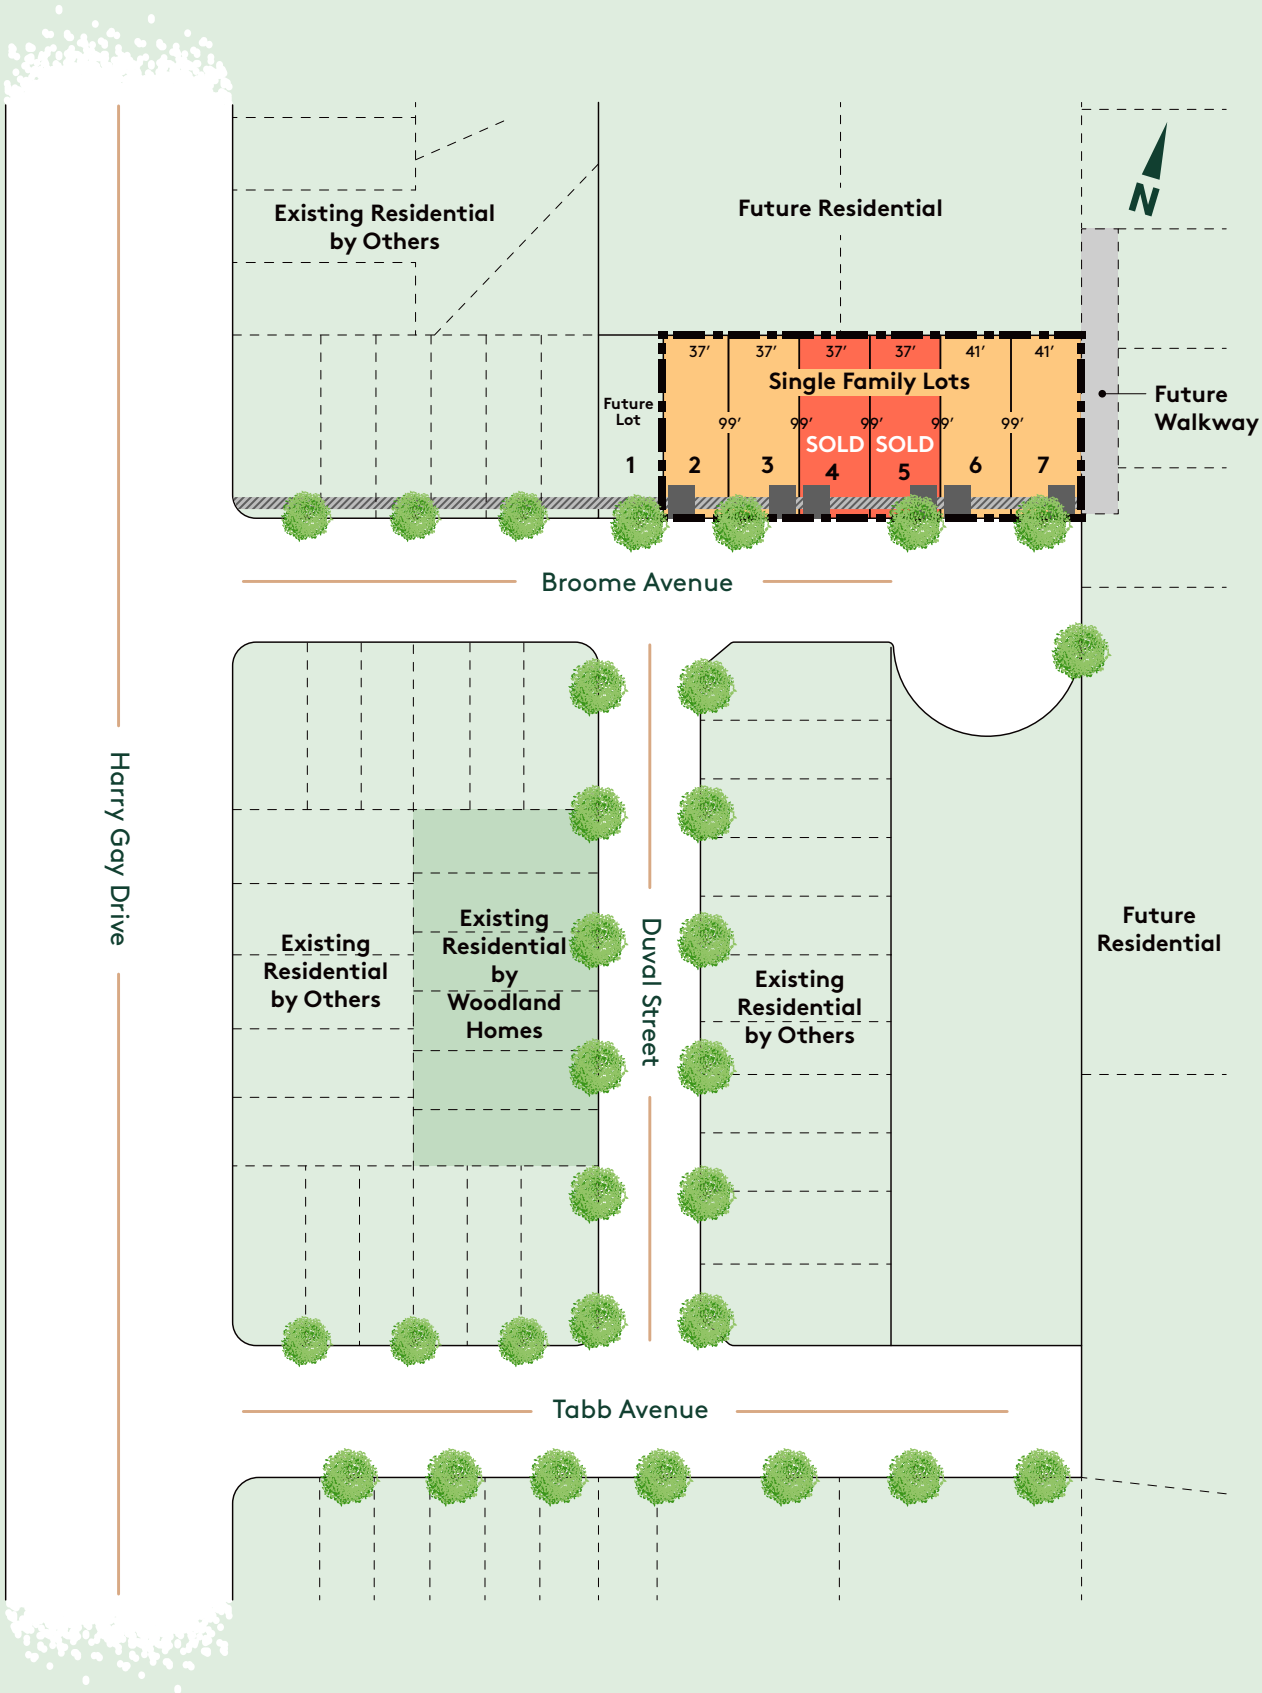 N
Existing Residential
by Others
Future Residential
37’ 37’ 37’ 37’ 41’ 41’
Single Family Lots
Future
Lot
99’ 99’ 99’ 99’ 99’
SOLD SOLD
1 2 3 4 5 6 7
Future
Walkway
Broome Avenue
Harry Gay Drive
Existing
Residential
by Others
Existing
Residential
by
Woodland
Homes
Duval Street
Existing
Residential
by Others
Future
Residential
Tabb Avenue